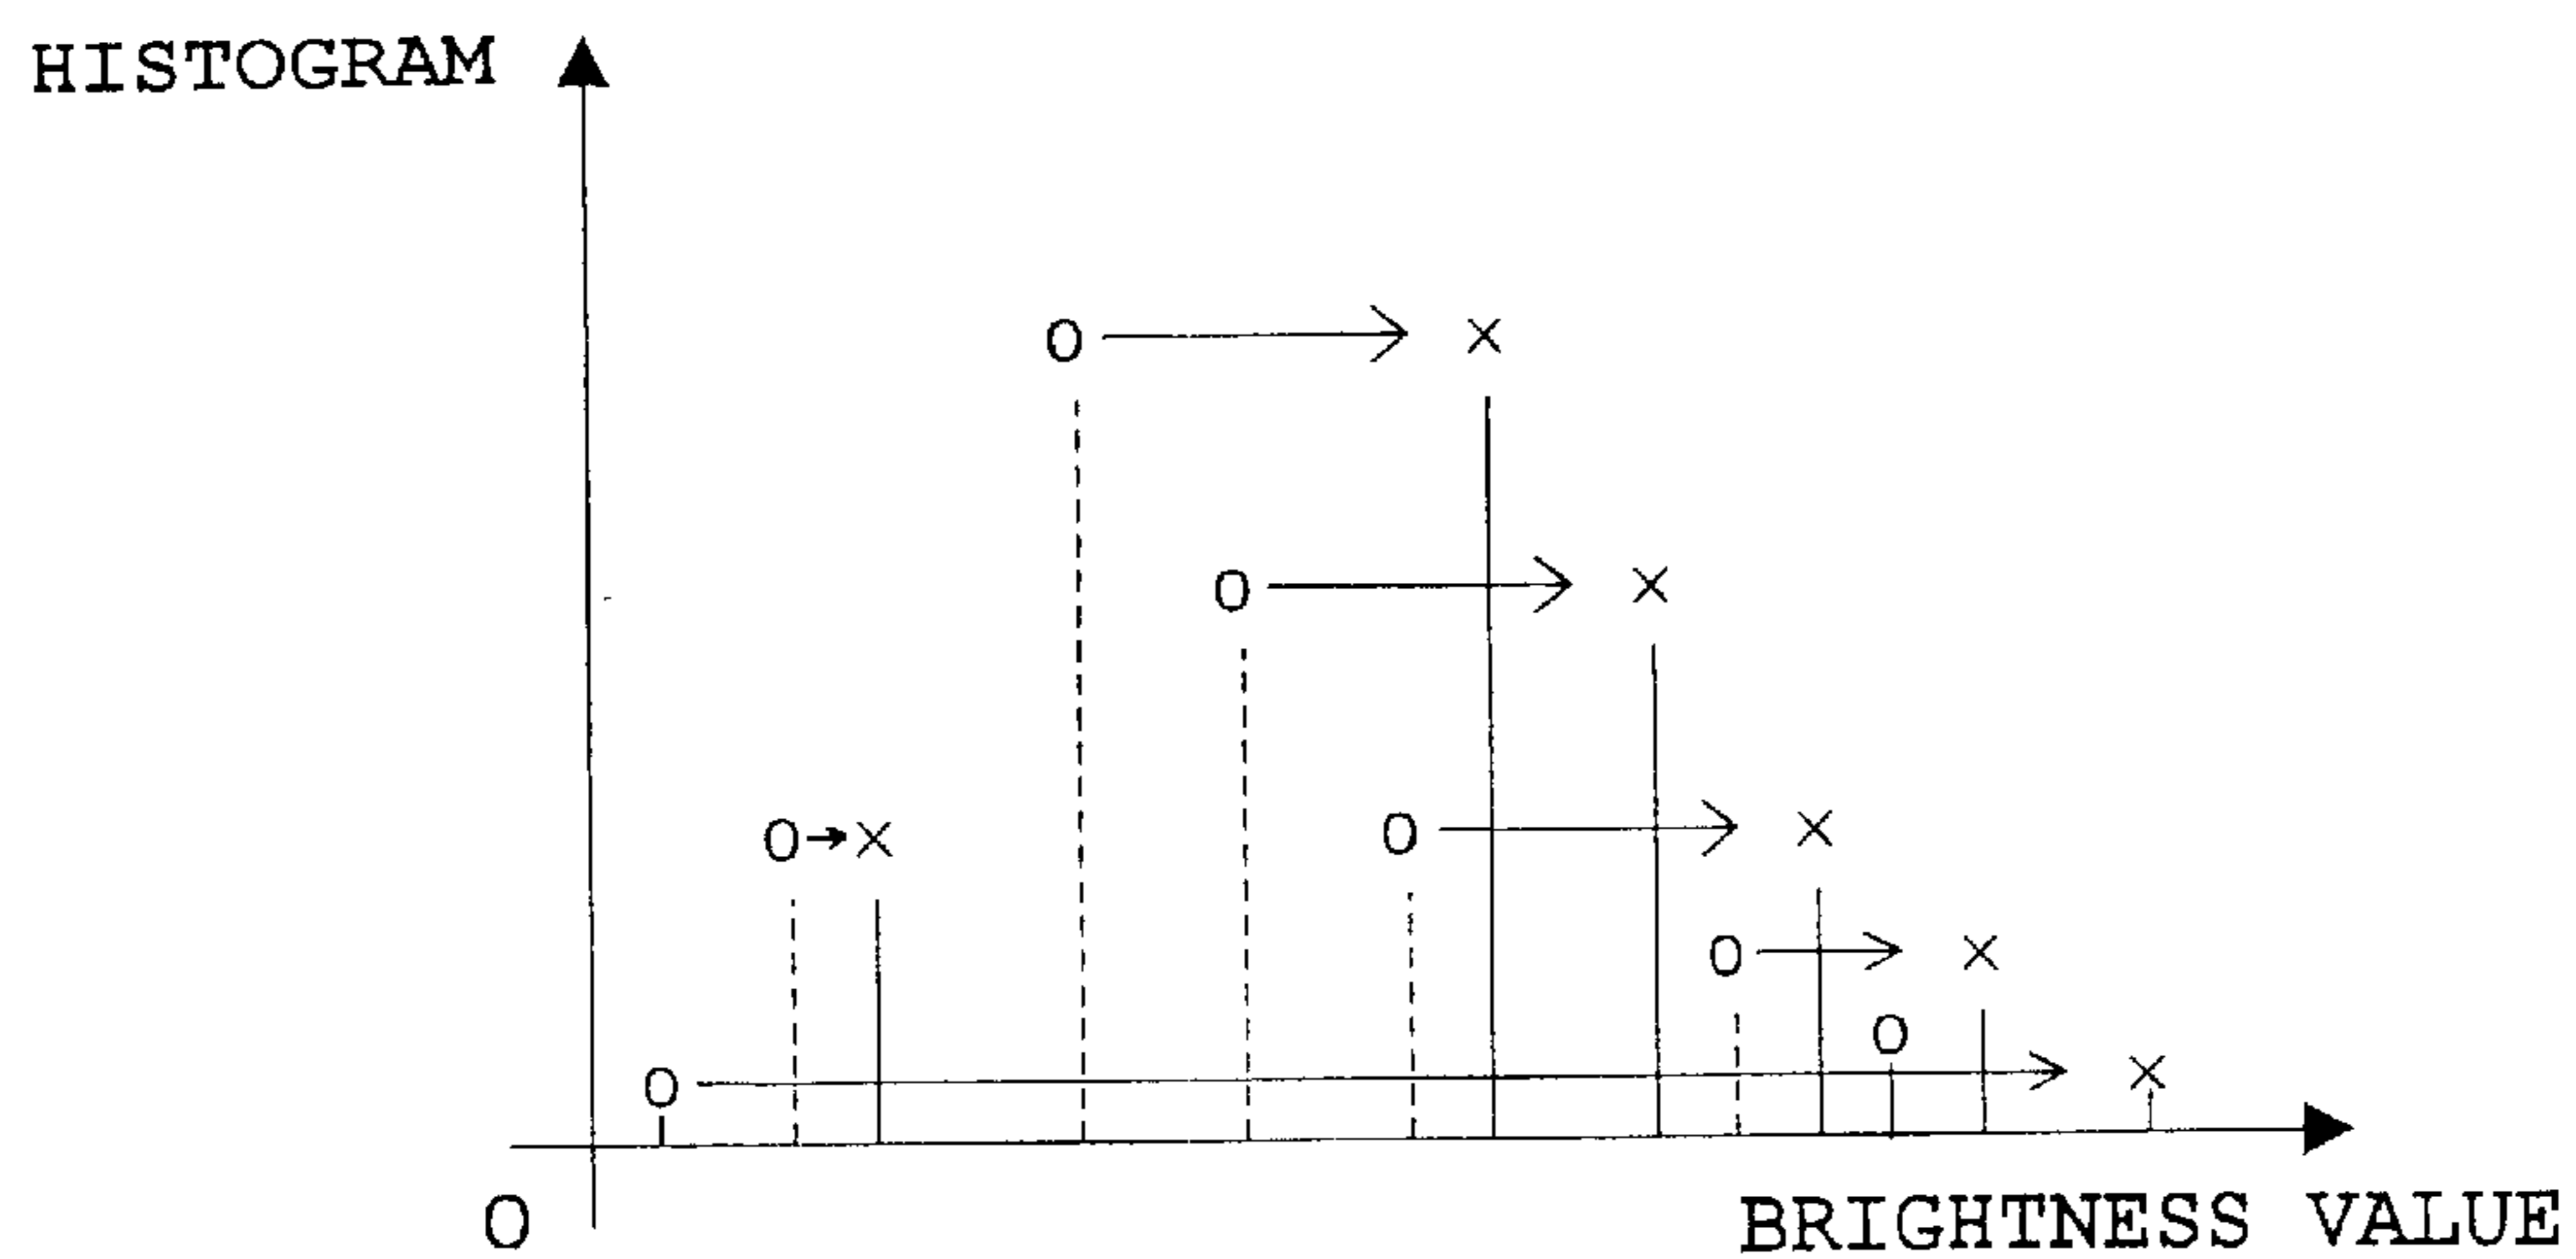 HISTOGRAM
O → ×
O → ×
O → ×
O → × 
O → ×
O
O → ×
O
BRIGHTNESS VALUE